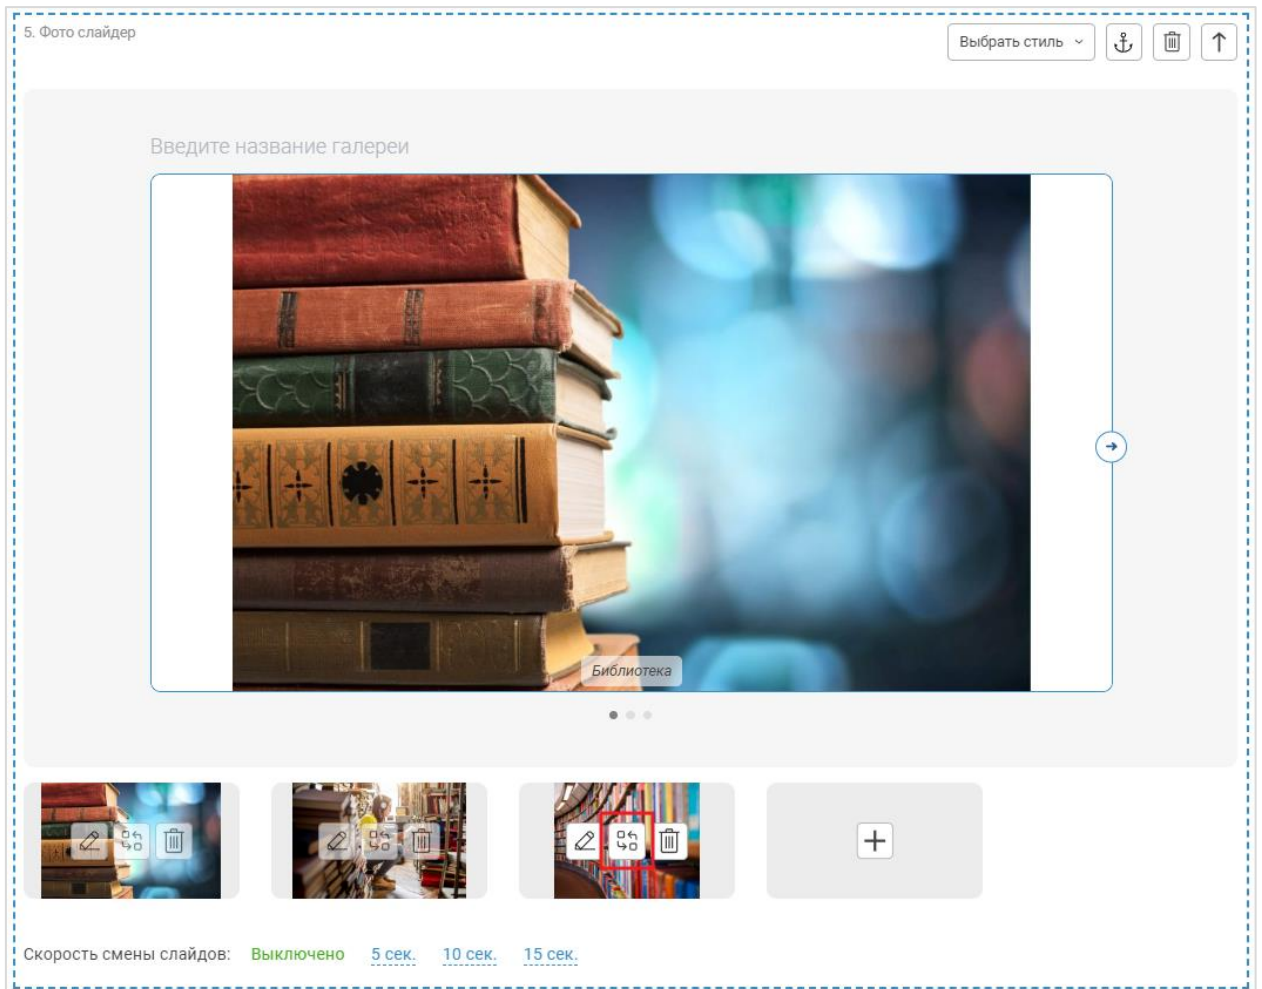 5. Фото слайдер
Выбрать стиль
Введите название галереи
Библиотека
Скорость смены слайдов: Выключено 5 сек. 10 сек. 15 сек.